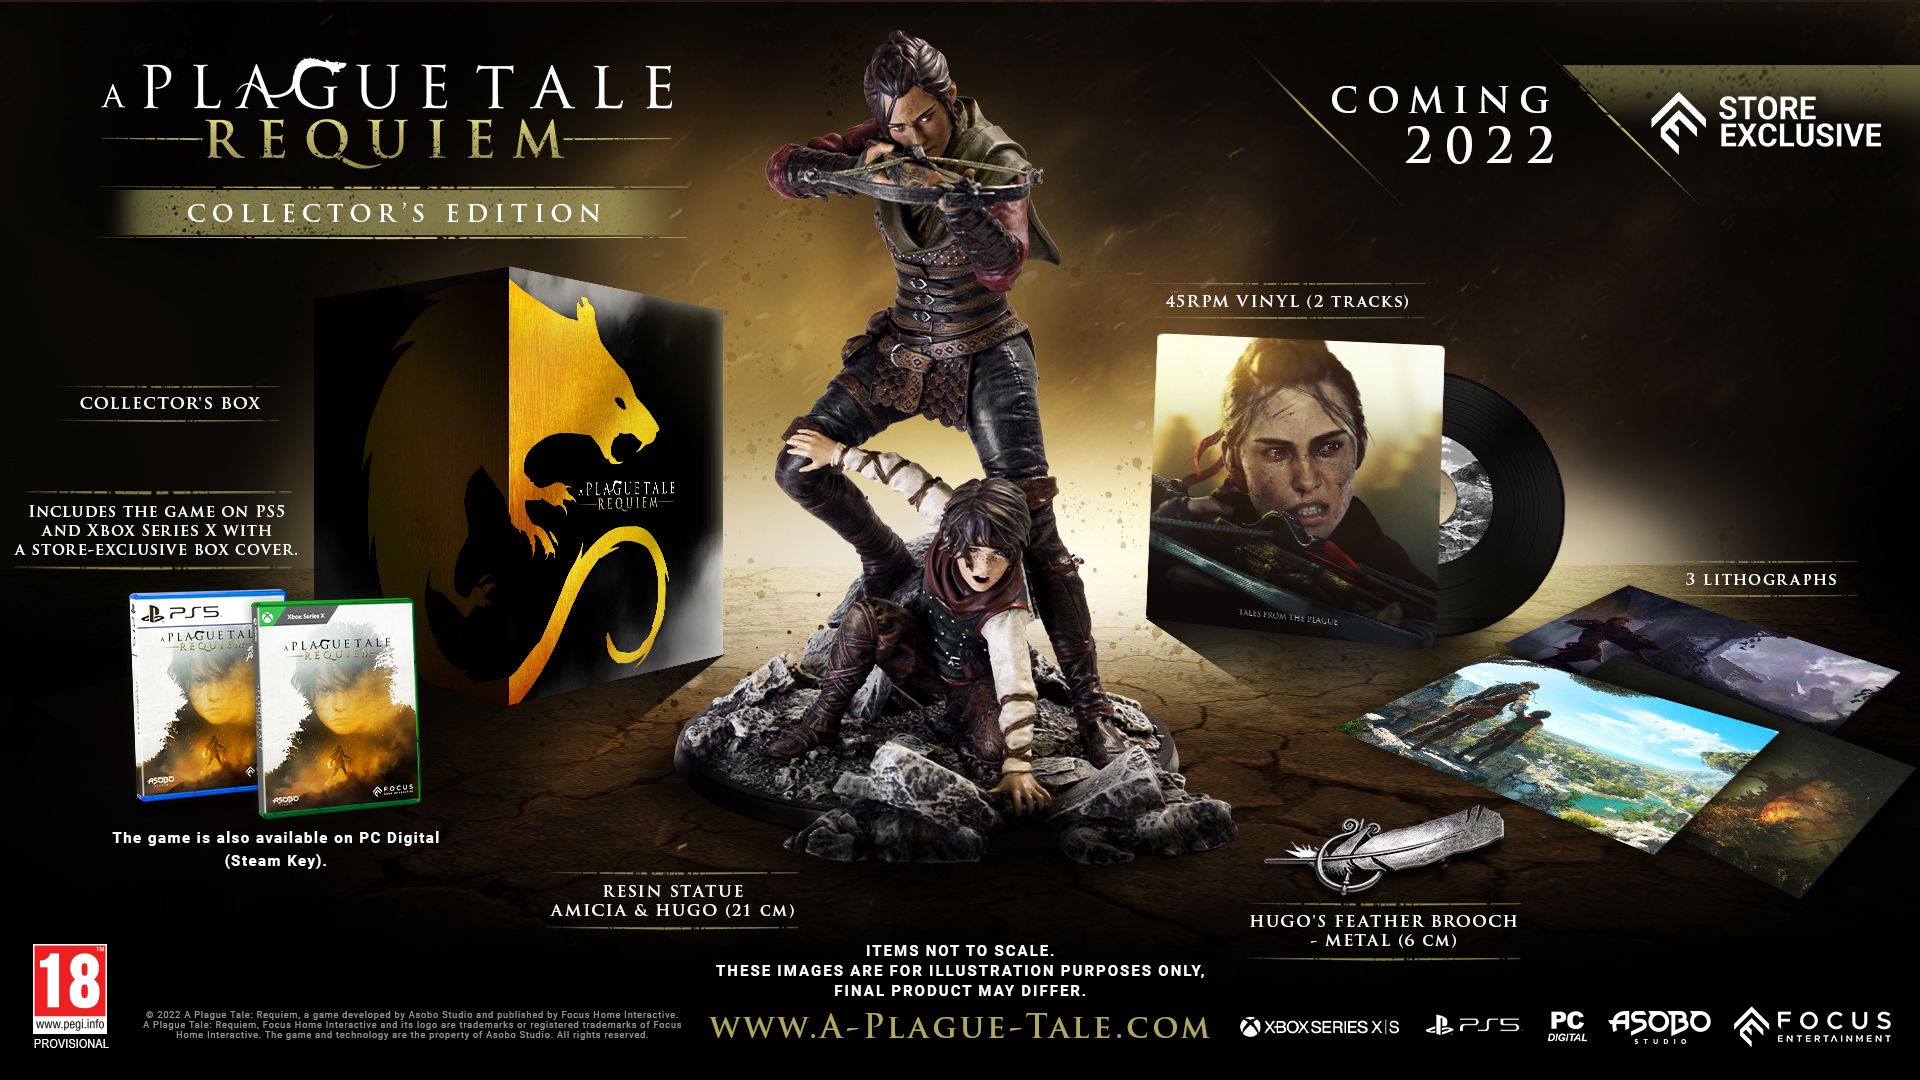 A PLAGUE TALE
REQUIEM
COLLECTOR'S EDITION
COMING
2022
STORE
EXCLUSIVE
45RPM VINYL (2 TRACKS)
COLLECTOR'S BOX
A PLAGUE TALE
REQUIEM
INCLUDES THE GAME ON PS5
AND XBOX SERIES X WITH
A STORE-EXCLUSIVE BOX COVER.
3 LITHOGRAPHS
TALES FROM THE PLAGUE
PS5
A PLAGUE TAL
REQUIEM
ASOBO
Xbox Series X
A PLAGUE TALE
REQUIEM
ASOBO
FOCUS
The game is also available on PC Digital
(Steam Key).
RESIN STATUE
AMICIA & HUGO (21 CM)
HUGO'S FEATHER BROOCH
- METAL (6 CM)
ITEMS NOT TO SCALE.
THESE IMAGES ARE FOR ILLUSTRATION PURPOSES ONLY,
FINAL PRODUCT MAY DIFFER.
18
TM
www.pegi.info
PROVISIONAL
© 2022 A Plague Tale: Requiem, a game developed by Asobo Studio and published by Focus Home Interactive.
A Plague Tale: Requiem, Focus Home Interactive and its logo are trademarks or registered trademarks of Focus
Home Interactive. The game and technology are the property of Asobo Studio. All rights reserved.
WWW.A-PLAGUE-TALE.COM
XBOX SERIES X|S
PS5
PC
DIGITAL
ASOBO
STUDIO
FOCUS
ENTERTAINMENT